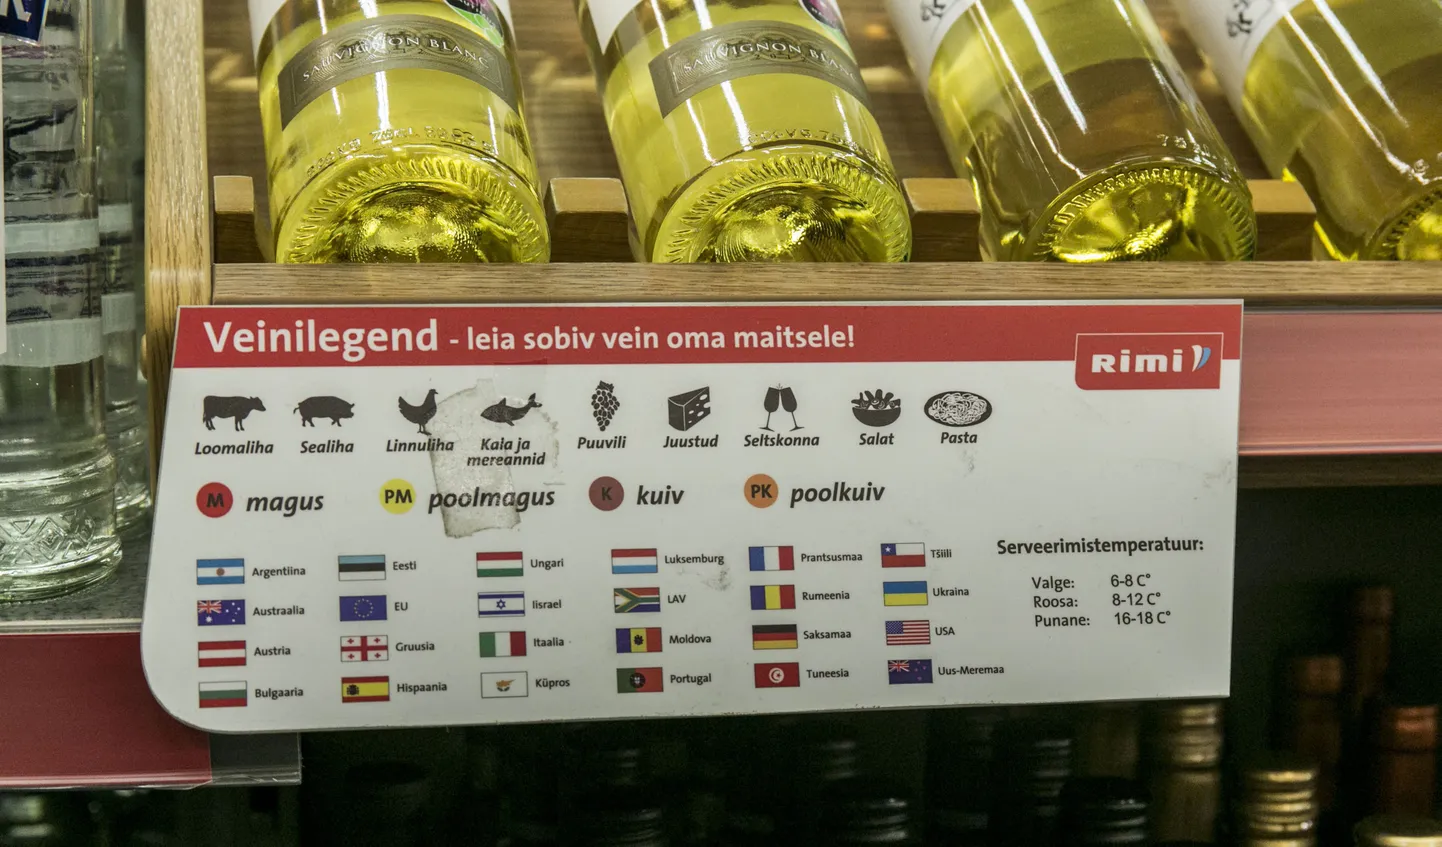 SAUVIGNON BLANC
SAUVIGNON BLANC
75
Veinilegend - leia sobiv vein oma maitsele!
Rimi
Loomaliha Sealiha Linnuliha Kala ja mereannid Puuvili Juustud Seltskonna Salat Pasta
M magus PM poolmagus K kuiv PK poolkuiv
Argentiina Eesti Ungari Luksemburg Prantsusmaa Tšiili
Austraalia EU Iisrael LAV Rumeenia Ukraina
Austria Gruusia Itaalia Moldova Saksamaa USA
Bulgaaria Hispaania Küpros Portugal Tuneesia Uus-Meremaa
Serveerimistemperatuur:
Valge: 6-8 C°
Roosa: 8-12 C°
Punane: 16-18 C°